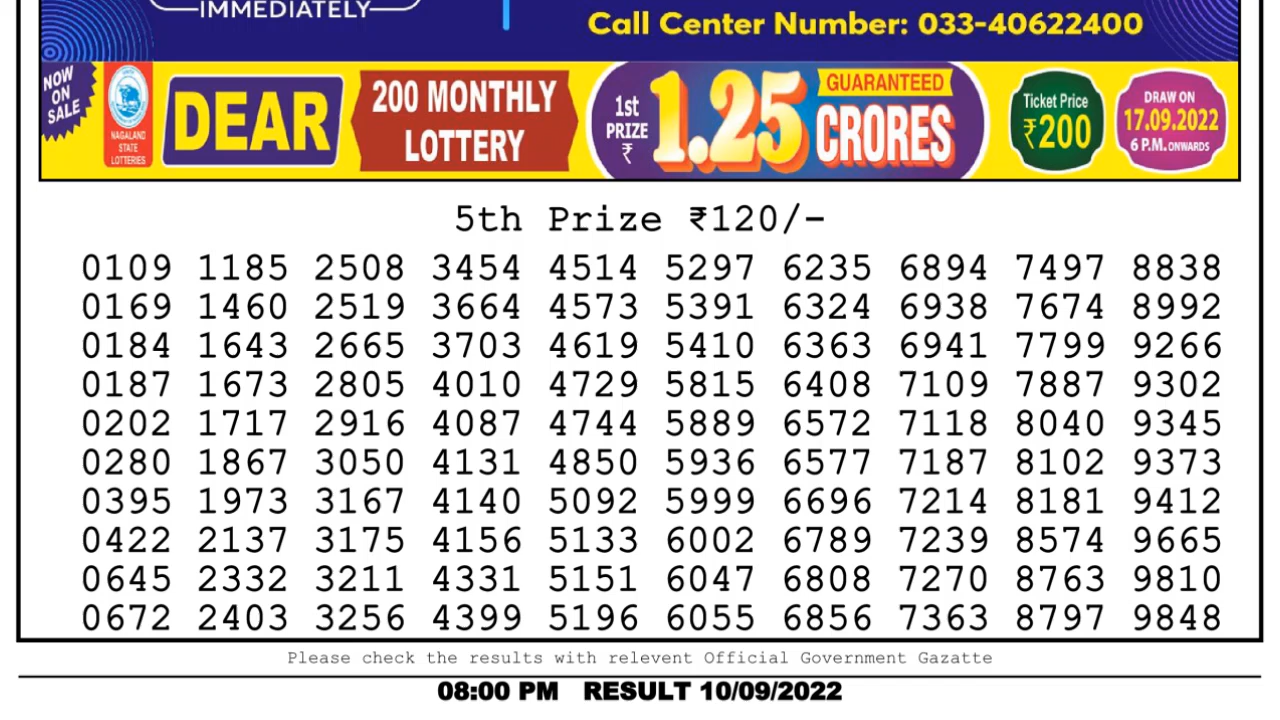 IMMEDIATELY
Call Center Number: 033-40622400
NOW
ON
SALE
NAGALAND
STATE
LOTTERIES
DEAR
200 MONTHLY
LOTTERY
1st
PRIZE
₹
1.25
GUARANTEED
CRORES
Ticket Price
₹200
DRAW ON
17.09.2022
6 P.M. ONWARDS
5th Prize ₹120/-
0109 1185 2508 3454 4514 5297 6235 6894 7497 8838
0169 1460 2519 3664 4573 5391 6324 6938 7674 8992
0184 1643 2665 3703 4619 5410 6363 6941 7799 9266
0187 1673 2805 4010 4729 5815 6408 7109 7887 9302
0202 1717 2916 4087 4744 5889 6572 7118 8040 9345
0280 1867 3050 4131 4850 5936 6577 7187 8102 9373
0395 1973 3167 4140 5092 5999 6696 7214 8181 9412
0422 2137 3175 4156 5133 6002 6789 7239 8574 9665
0645 2332 3211 4331 5151 6047 6808 7270 8763 9810
0672 2403 3256 4399 5196 6055 6856 7363 8797 9848
Please check the results with relevent Official Government Gazatte
08:00 PM RESULT 10/09/2022